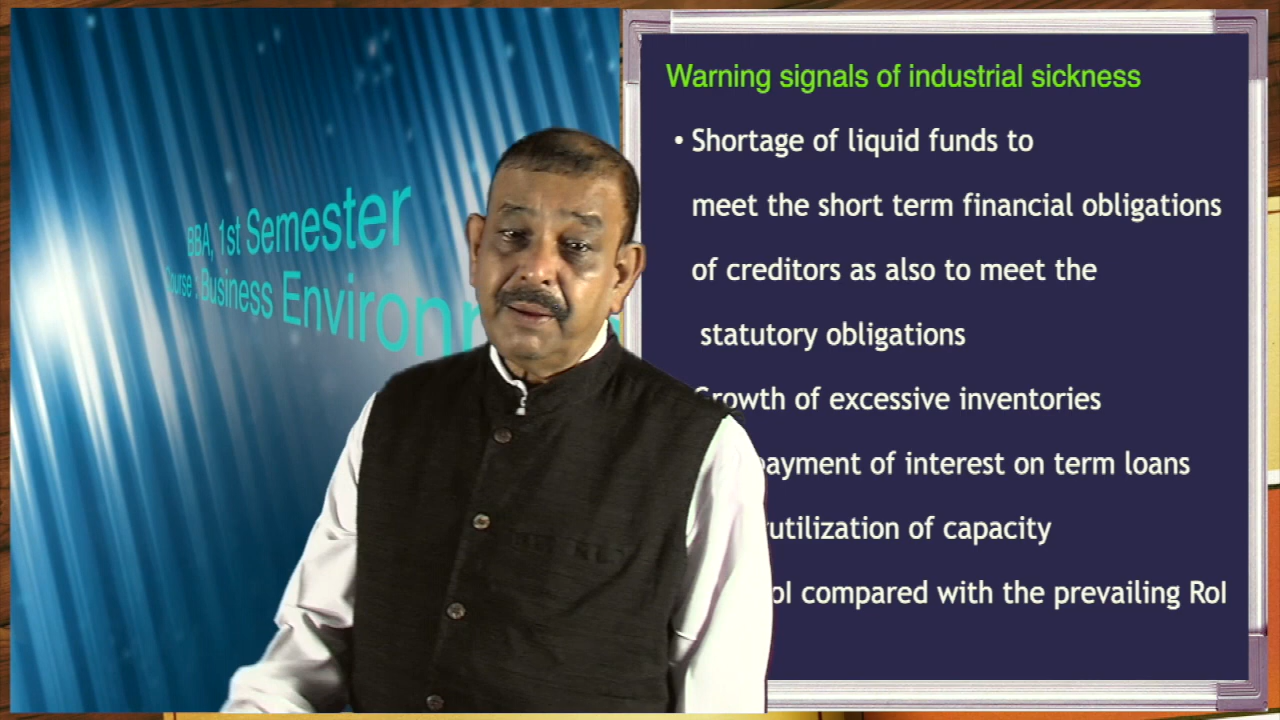 Warning signals of industrial sickness
• Shortage of liquid funds to
meet the short term financial obligations
of creditors as also to meet the
statutory obligations
Growth of excessive inventories
payment of interest on term loans
utilization of capacity
compared with the prevailing RoI
BBA, 1st Semester
Course : Business